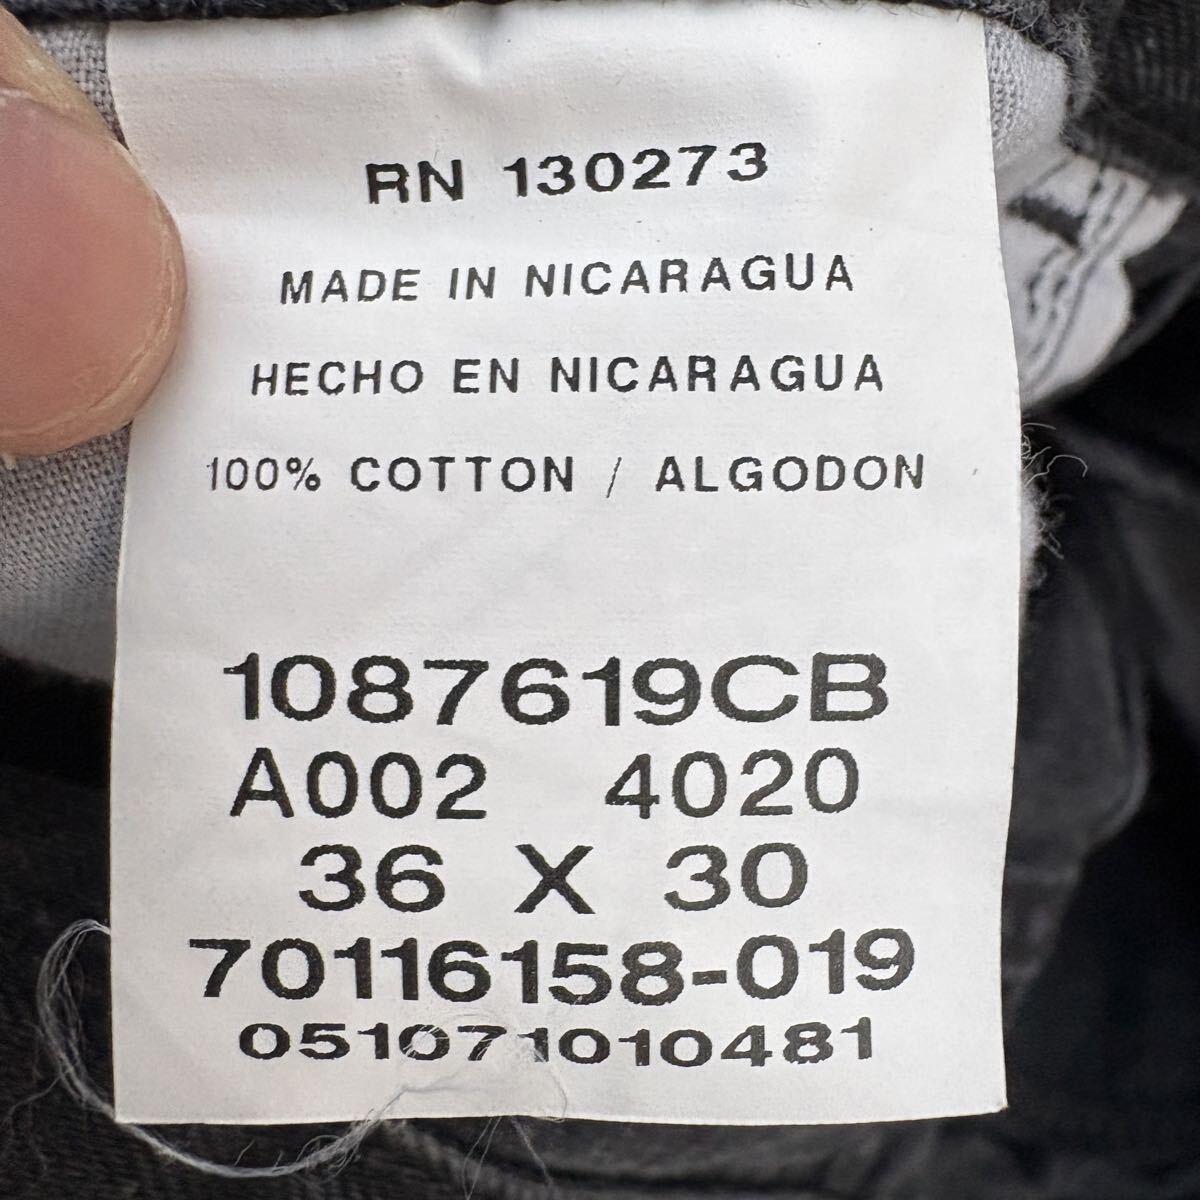 RN 130273
MADE IN NICARAGUA
HECHO EN NICARAGUA
100% COTTON / ALGODON
1087619CB
A002 4020
36 X 30
70116158-019
051071010481